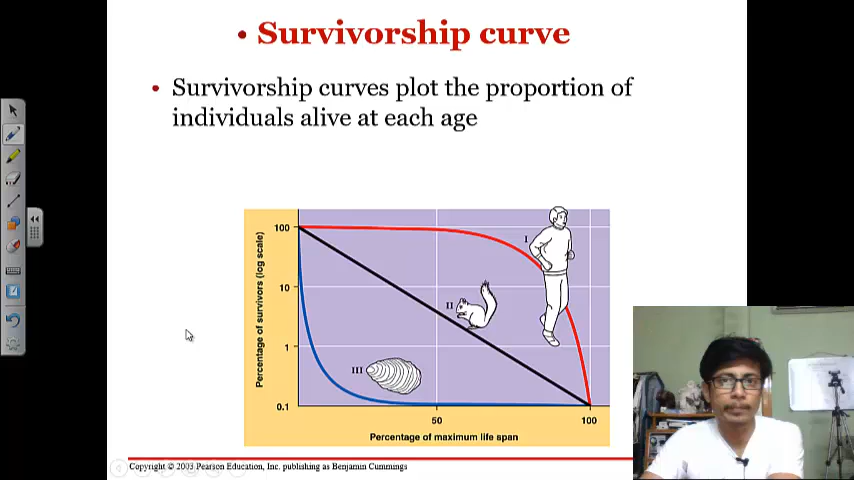 • Survivorship curve
• Survivorship curves plot the proportion of
individuals alive at each age
Percentage of survivors (log scale)
100
10
1
0.1
I
II
III
50
100
Percentage of maximum life span
Copyright © 2003 Pearson Education, Inc. publishing as Benjamin Cummings